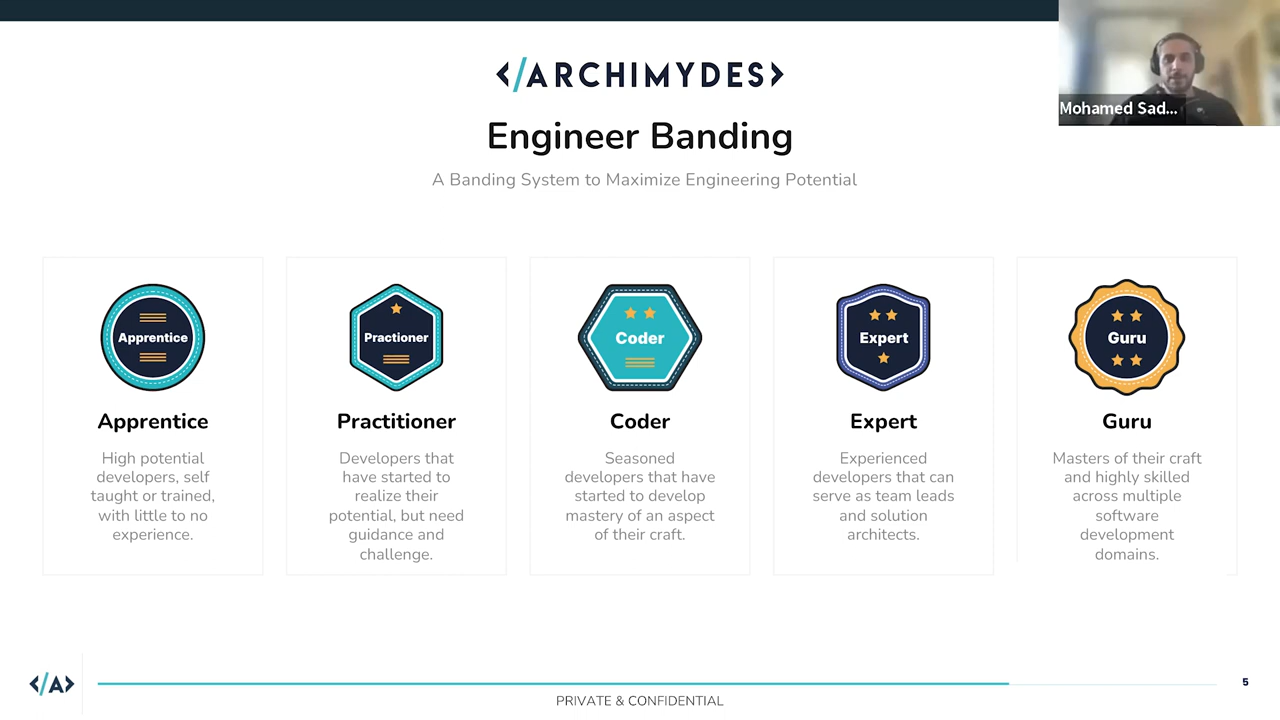 </ARCHIMYDES>
Mohamed Sad...
Engineer Banding
A Banding System to Maximize Engineering Potential
Apprentice
Practioner
Coder
Expert
Guru
Apprentice
High potential
developers, self
taught or trained,
with little to no
experience.
Practitioner
Developers that
have started to
realize their
potential, but need
guidance and
challenge.
Coder
Seasoned
developers that have
started to develop
mastery of an aspect
of their craft.
Expert
Experienced
developers that can
serve as team leads
and solution
architects.
Guru
Masters of their craft
and highly skilled
across multiple
software
development
domains.
</A>
PRIVATE & CONFIDENTIAL
5